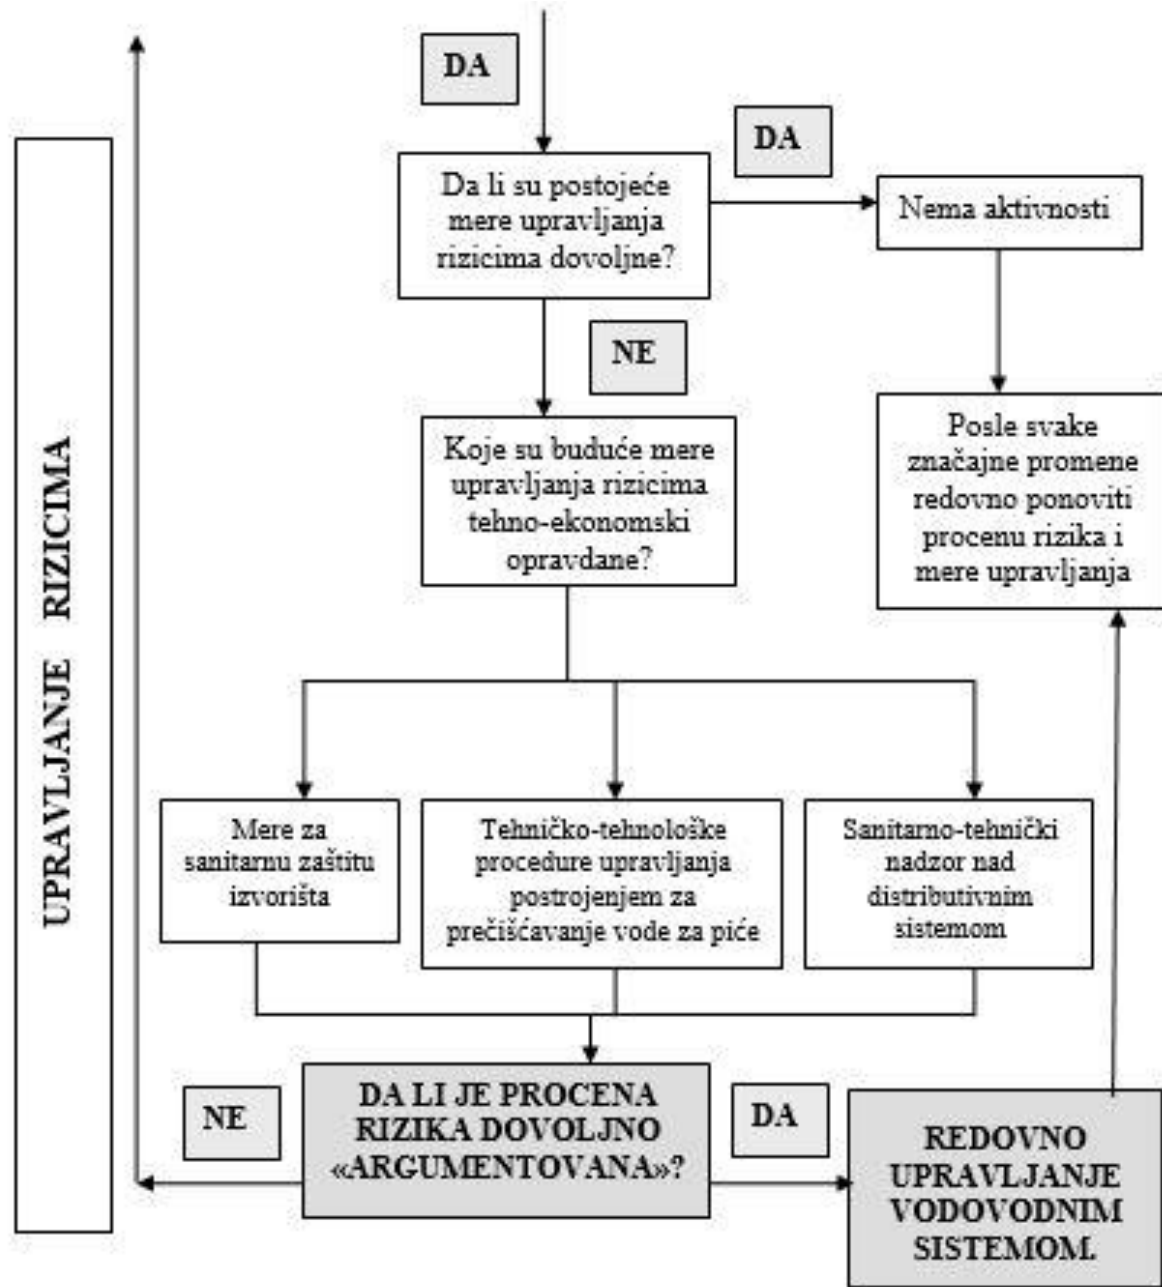 DA
DA
Da li su postojeće
mere upravljanja
rizicima dovoljne?
Nema aktivnosti
NE
Koje su buduće mere
upravljanja rizicima
tehno-ekonomski
opravdane?
Posle svake
značajne promene
redovno ponoviti
procenu rizika i
mere upravljanja
UPRAVLJANJE RIZICIMA
Mere za
sanitarnu zaštitu
izvorišta
Tehničko-tehnološke
procedure upravljanja
postrojenjem za
prečišćavanje vode za piće
Sanitarno-tehnički
nadzor nad
distributivnim
sistemom
NE
DA LI JE PROCENA
RIZIKA DOVOLJNO
«ARGUMENTOVANA»?
DA
REDOVNO
UPRAVLJANJE
VODOVODNIM
SISTEMOM.